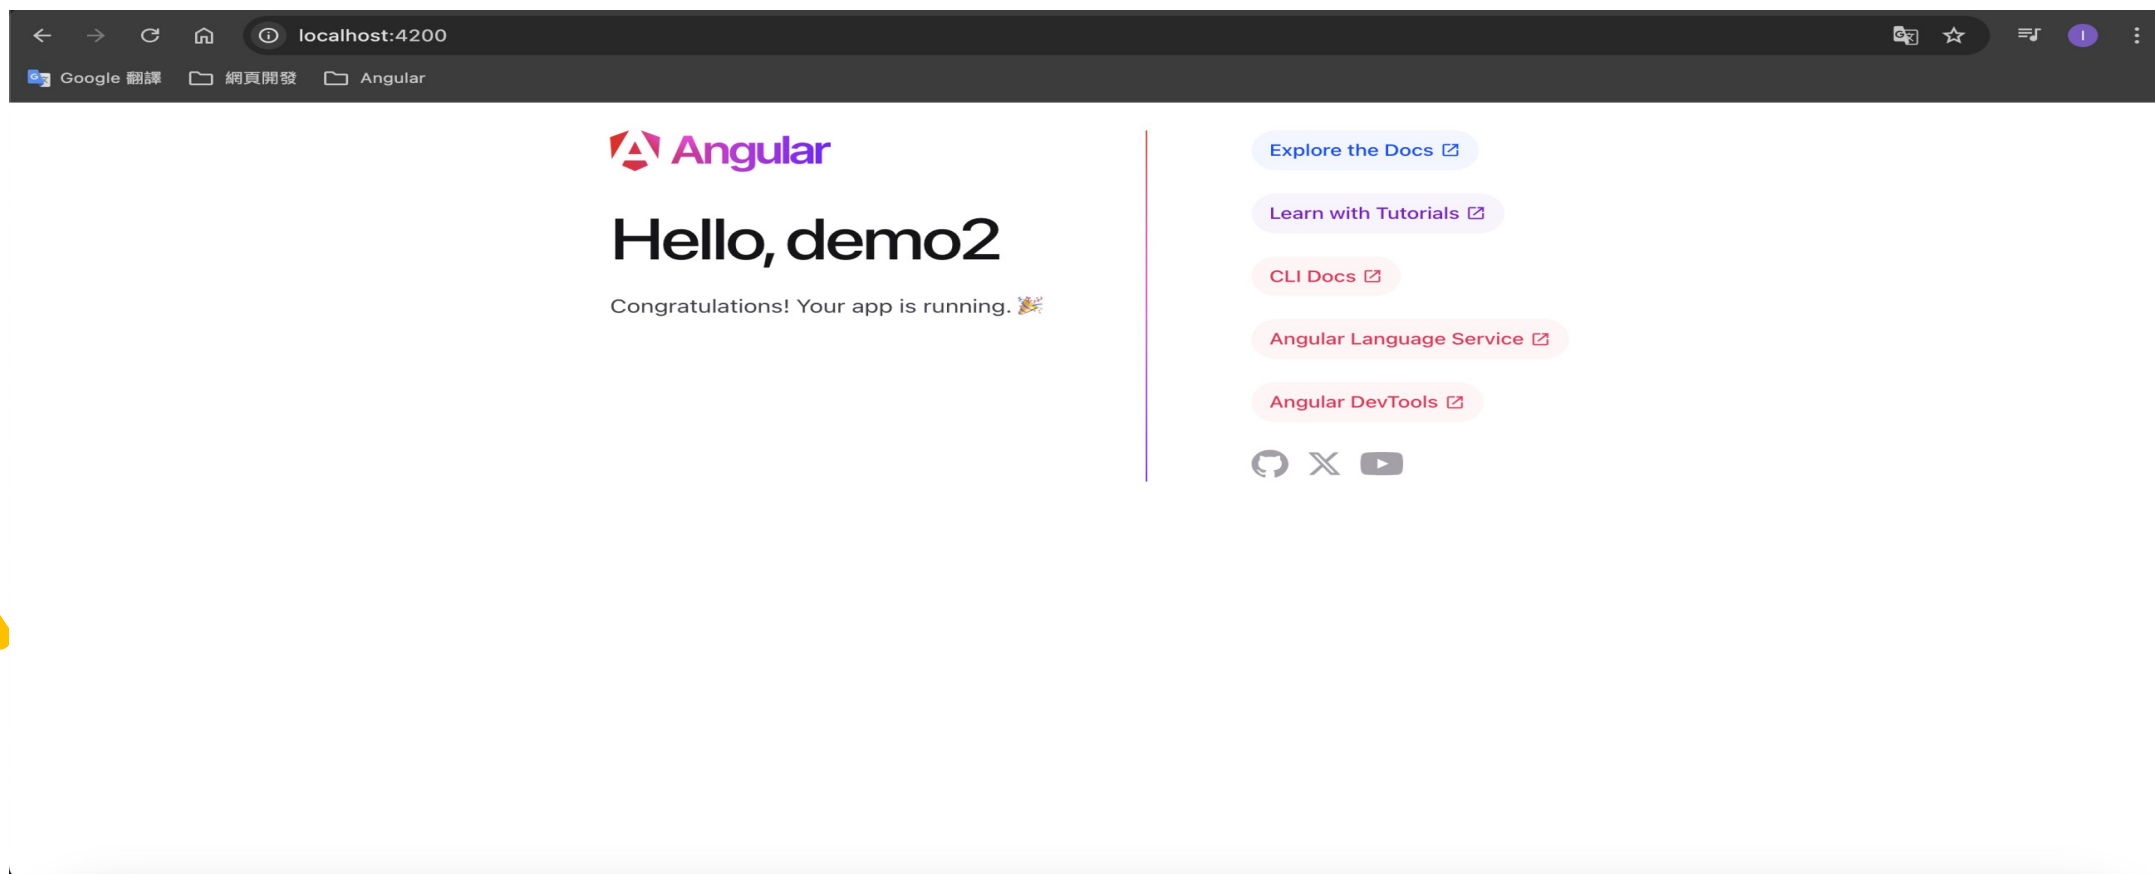 localhost:4200
Google 翻譯 網頁開發 Angular
Angular
Hello, demo2
Congratulations! Your app is running. 🎉
Explore the Docs
Learn with Tutorials
CLI Docs
Angular Language Service
Angular DevTools